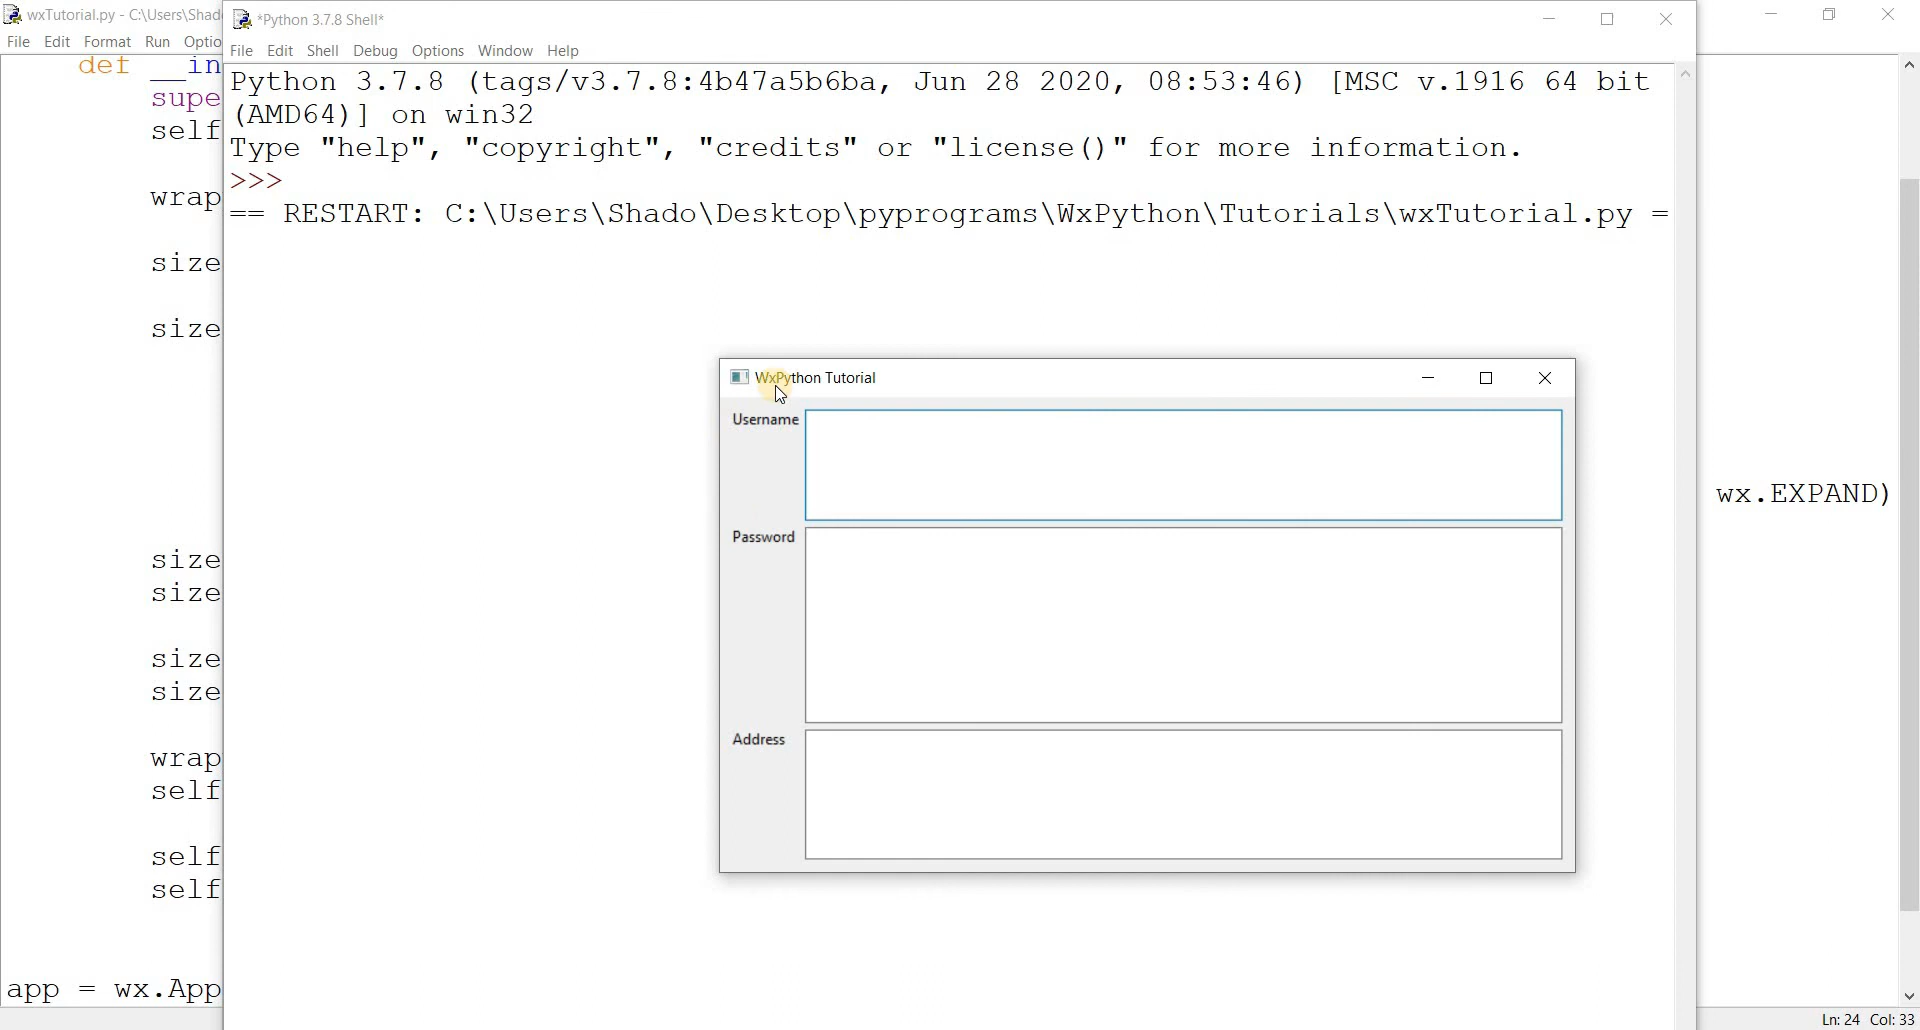 wxTutorial.py - C:\Users\Shad
File Edit Format Run Optio
def __in
supe
self
wrap
size
size
size
size
size
size
wrap
self
self
self
app = wx.App
*Python 3.7.8 Shell*
File Edit Shell Debug Options Window Help
Python 3.7.8 (tags/v3.7.8:4b47a5b6ba, Jun 28 2020, 08:53:46) [MSC v.1916 64 bit
(AMD64)] on win32
Type "help", "copyright", "credits" or "license()" for more information.
>>>
== RESTART: C:\Users\Shado\Desktop\pyprograms\WxPython\Tutorials\wxTutorial.py =
WxPython Tutorial
Username
Password
Address
wx.EXPAND)
Ln: 24 Col: 33